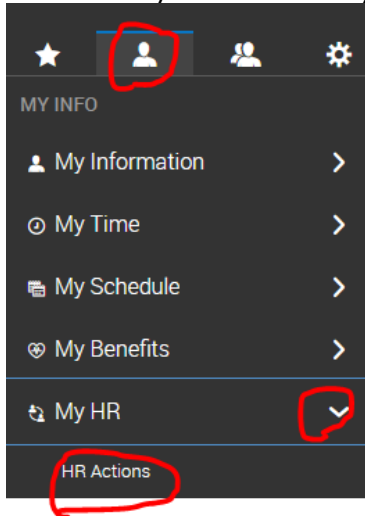 MY INFO
My Information
My Time
My Schedule
My Benefits
My HR
HR Actions